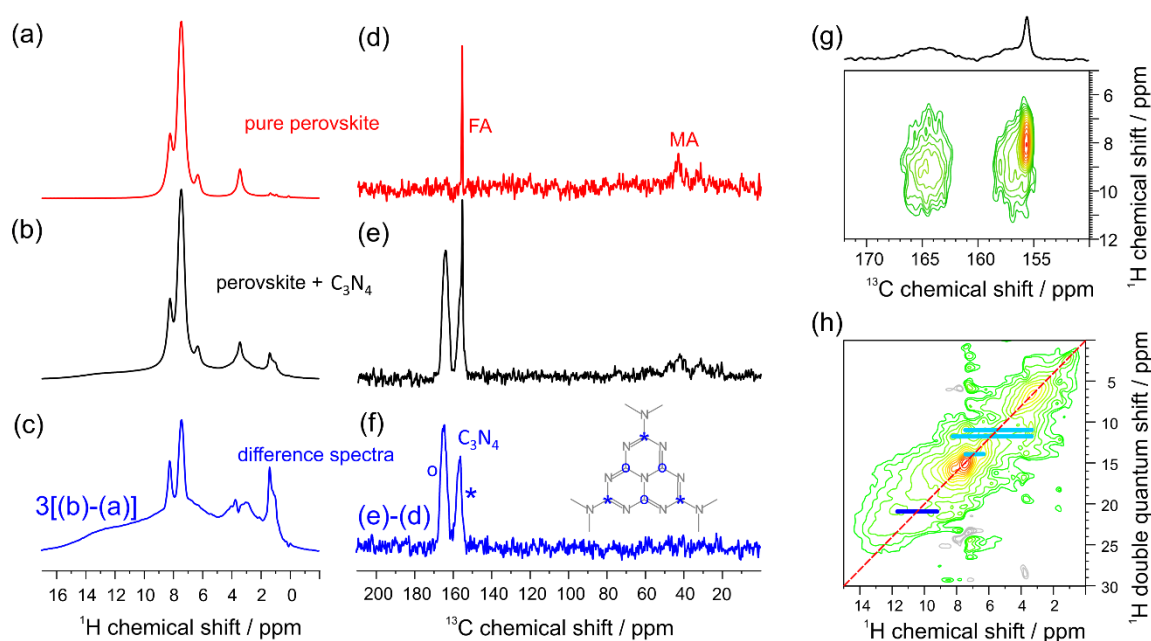 (a)
pure perovskite
(b)
perovskite + C₃N₄
(c)
difference spectra
3[(b)-(a)]
16 14 12 10 8 6 4 2 0
¹H chemical shift / ppm
(d)
FA
MA
(e)
(f)
C₃N₄
o
*
(e)-(d)
N
N N
* 
N N
o o
N N N
* o *
N N N N
200 180 160 140 120 100 80 60 40 20
¹³C chemical shift / ppm
(g)
6
8
10
12
¹H chemical shift / ppm
170 165 160 155
¹³C chemical shift / ppm
(h)
5
10
15
20
25
30
¹H double quantum shift / ppm
15 12 10 8 6 4 2
¹H chemical shift / ppm